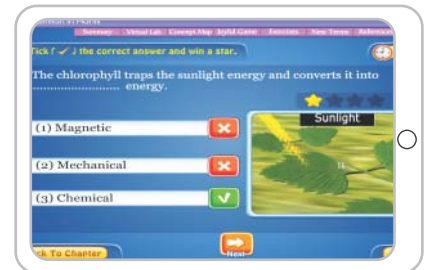 Summary Virtual Lab Concept Map Joyful Game Exercises New Terms References
Tick ( ✓ ) the correct answer and win a star.
The chlorophyll traps the sunlight energy and converts it into
........................ energy.
Sunlight
(1) Magnetic
(2) Mechanical
(3) Chemical
Next
ck To Chapter